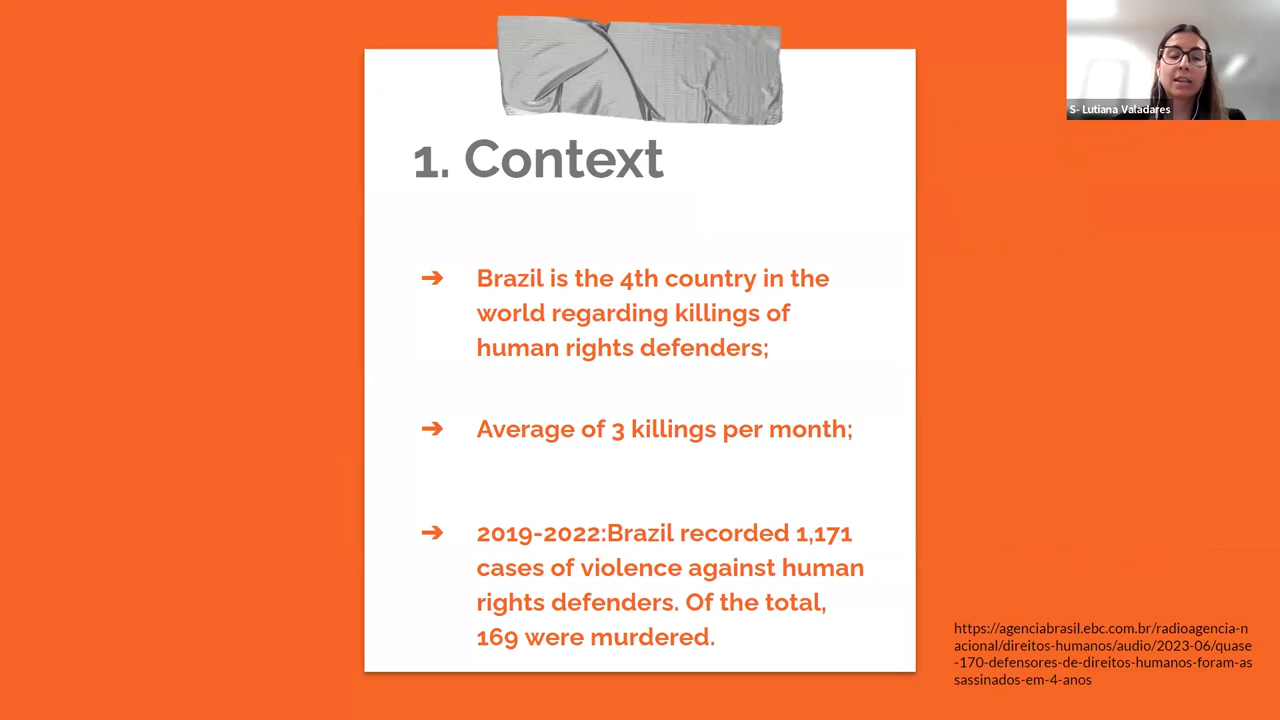 S- Lutiana Valadares
1. Context
➔ Brazil is the 4th country in the
world regarding killings of
human rights defenders;
➔ Average of 3 killings per month;
➔ 2019-2022:Brazil recorded 1,171
cases of violence against human
rights defenders. Of the total,
169 were murdered.
https://agenciabrasil.ebc.com.br/radioagencia-n
acional/direitos-humanos/audio/2023-06/quase
-170-defensores-de-direitos-humanos-foram-as
sassinados-em-4-anos